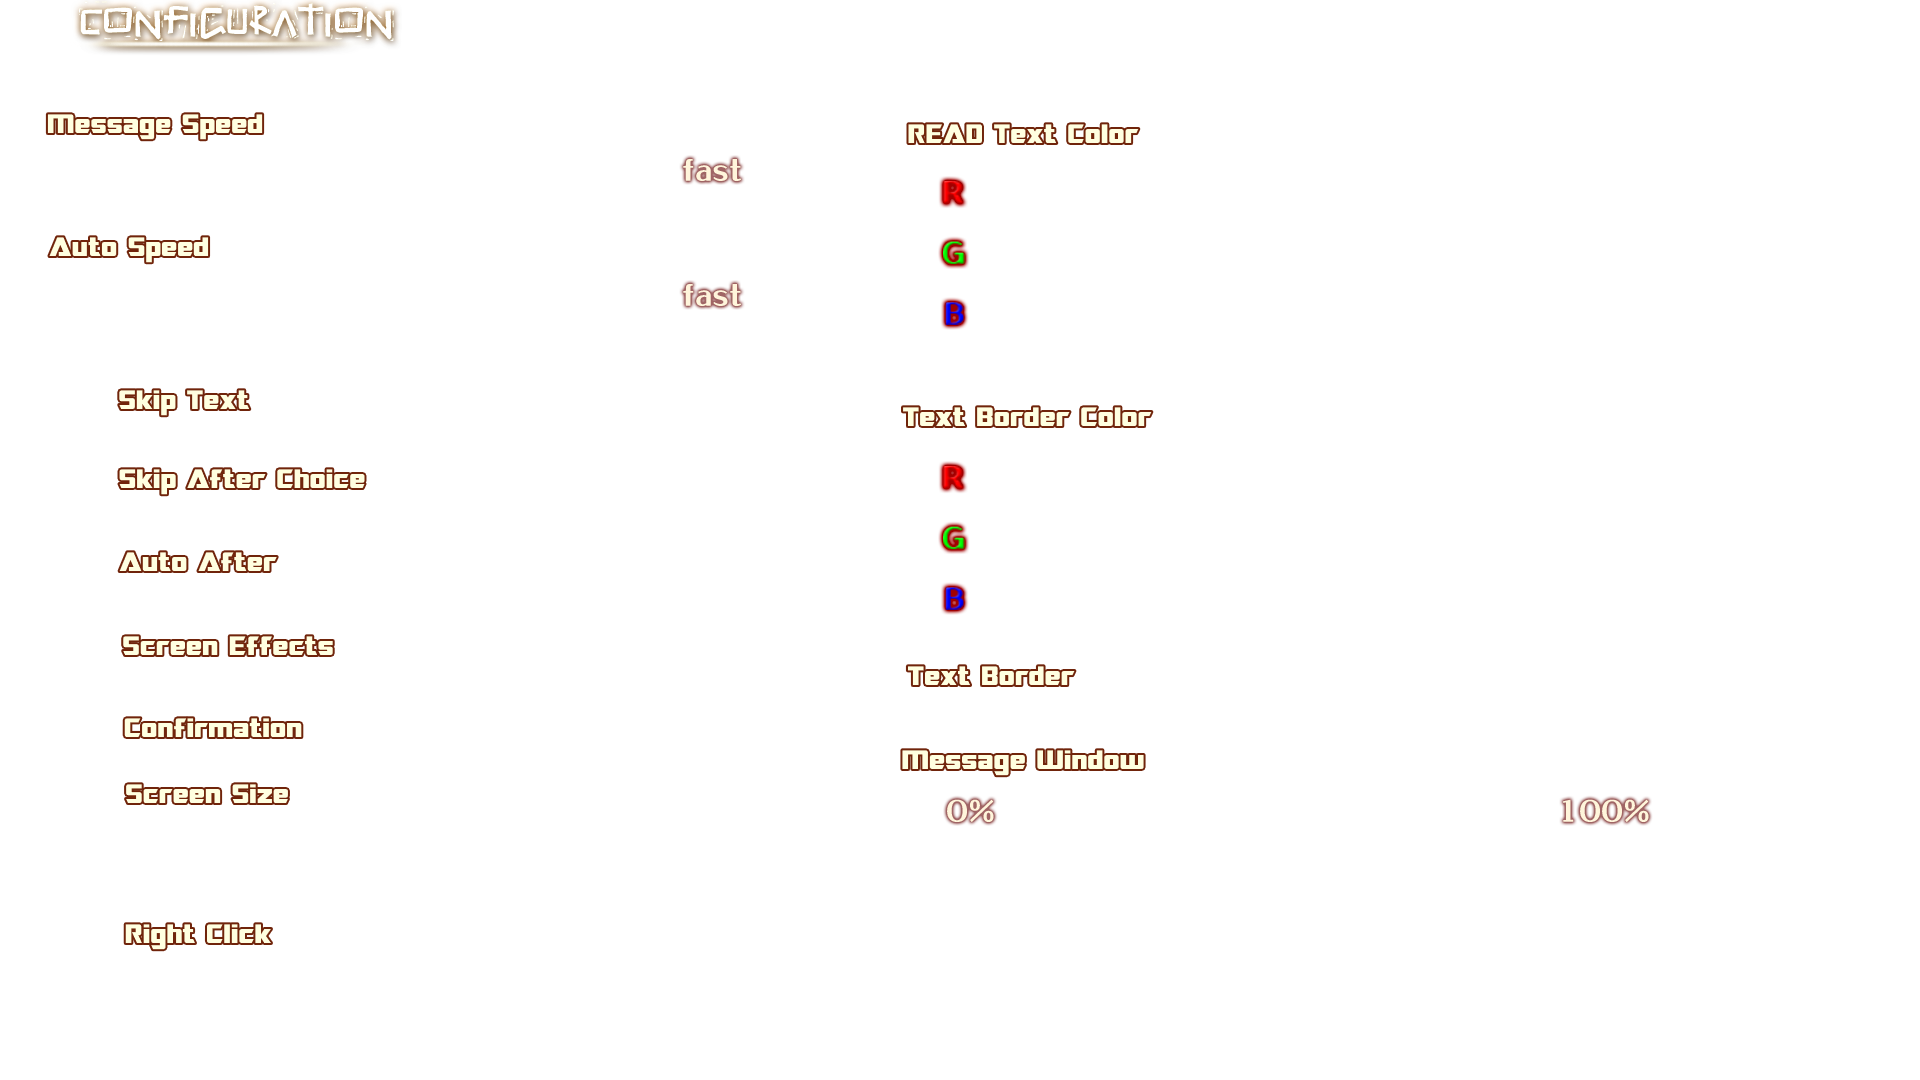 CONFIGURATION
Message Speed
fast
Auto Speed
fast
Skip Text
Skip After Choice
Auto After
Screen Effects
Confirmation
Screen Size
Right Click
READ Text Color
R
G
B
Text Border Color
R
G
B
Text Border
Message Window
0% 100%